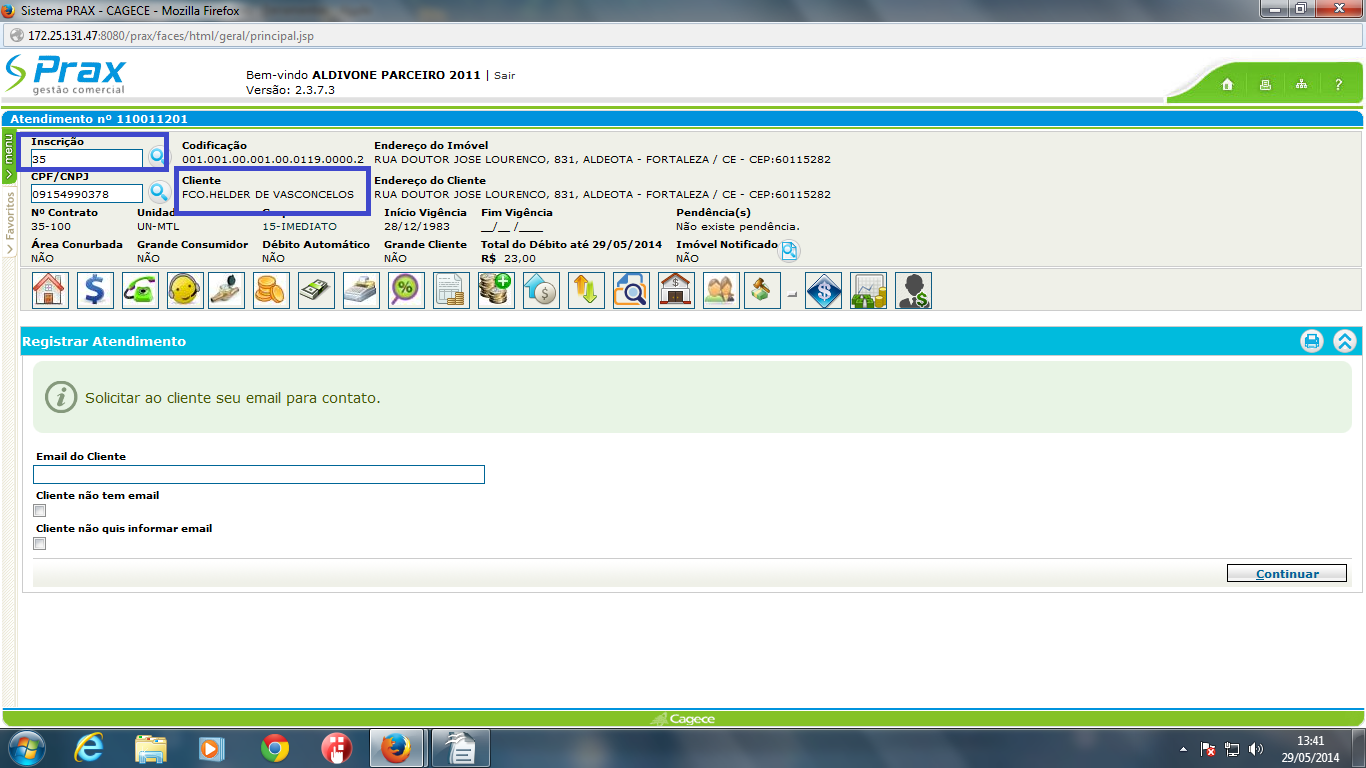 Sistema PRAX - CAGECE - Mozilla Firefox
172.25.131.47:8080/prax/faces/html/geral/principal.jsp
Prax
gestão comercial
Bem-vindo ALDIVONE PARCEIRO 2011 | Sair
Versão: 2.3.7.3
?
Atendimento nº 110011201
menu
Favoritos
Inscrição
35
Codificação
001.001.00.001.00.0119.0000.2
Endereço do Imóvel
RUA DOUTOR JOSE LOURENCO, 831, ALDEOTA - FORTALEZA / CE - CEP:60115282
CPF/CNPJ
09154990378
Cliente
FCO.HELDER DE VASCONCELOS
Endereço do Cliente
RUA DOUTOR JOSE LOURENCO, 831, ALDEOTA - FORTALEZA / CE - CEP:60115282
Nº Contrato
35-100
UN-MTL
15-IMEDIATO
Início Vigência
28/12/1983
Fim Vigência
__/__ /____
Pendência(s)
Não existe pendência.
Área Conurbada
NÃO
Grande Consumidor
NÃO
Débito Automático
NÃO
Grande Cliente
NÃO
Total do Débito até 29/05/2014
R$ 23,00
Imóvel Notificado
NÃO
Registrar Atendimento
Solicitar ao cliente seu email para contato.
Email do Cliente
Cliente não tem email
Cliente não quis informar email
Continuar
Cagece
13:41
29/05/2014